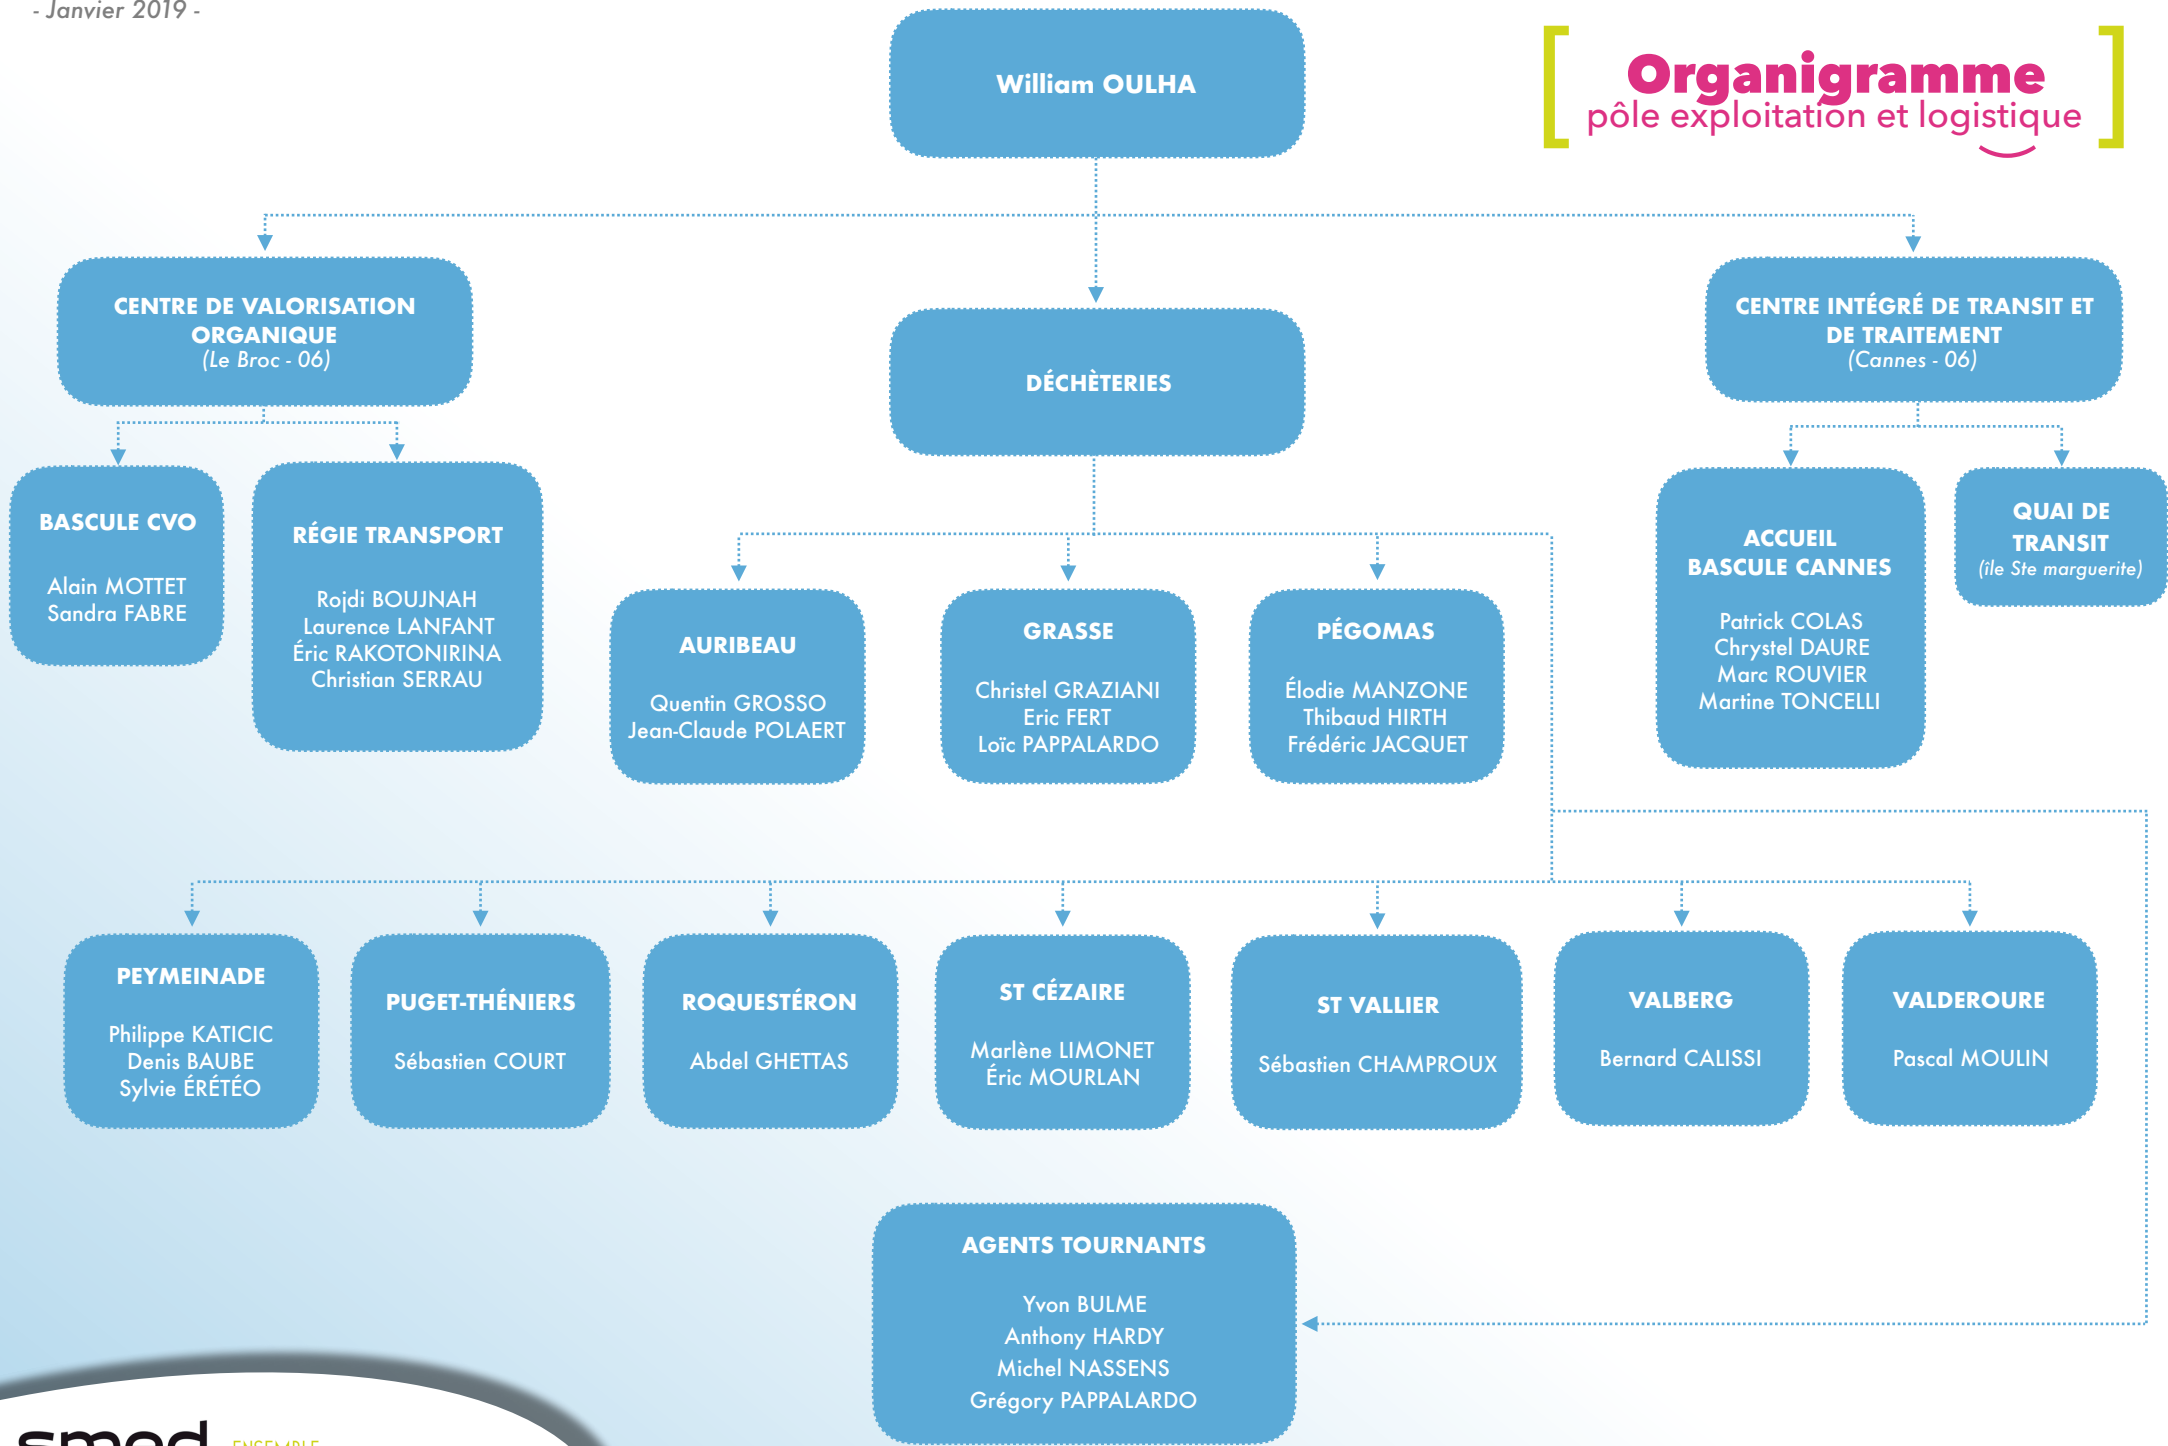 - Janvier 2019 -
William OULHA
Organigramme
pôle exploitation et logistique
CENTRE DE VALORISATION
ORGANIQUE
(Le Broc - 06)
DÉCHÈTERIES
CENTRE INTÉGRÉ DE TRANSIT ET
DE TRAITEMENT
(Cannes - 06)
BASCULE CVO
Alain MOTTET
Sandra FABRE
RÉGIE TRANSPORT
Rojdi BOUJNAH
Laurence LANFANT
Éric RAKOTONIRINA
Christian SERRAU
AURIBEAU
Quentin GROSSO
Jean-Claude POLAERT
GRASSE
Christel GRAZIANI
Eric FERT
Loïc PAPPALARDO
PÉGOMAS
Élodie MANZONE
Thibaud HIRTH
Frédéric JACQUET
ACCUEIL
BASCULE CANNES
Patrick COLAS
Chrystel DAURE
Marc ROUVIER
Martine TONCELLI
QUAI DE
TRANSIT
(île Ste marguerite)
PEYMEINADE
Philippe KATICIC
Denis BAUBE
Sylvie ÉRÉTÉO
PUGET-THÉNIERS
Sébastien COURT
ROQUESTÉRON
Abdel GHETTAS
ST CÉZAIRE
Marlène LIMONET
Éric MOURLAN
ST VALLIER
Sébastien CHAMPROUX
VALBERG
Bernard CALISSI
VALDEROURE
Pascal MOULIN
AGENTS TOURNANTS
Yvon BULME
Anthony HARDY
Michel NASSENS
Grégory PAPPALARDO
smed
ENSEMBLE